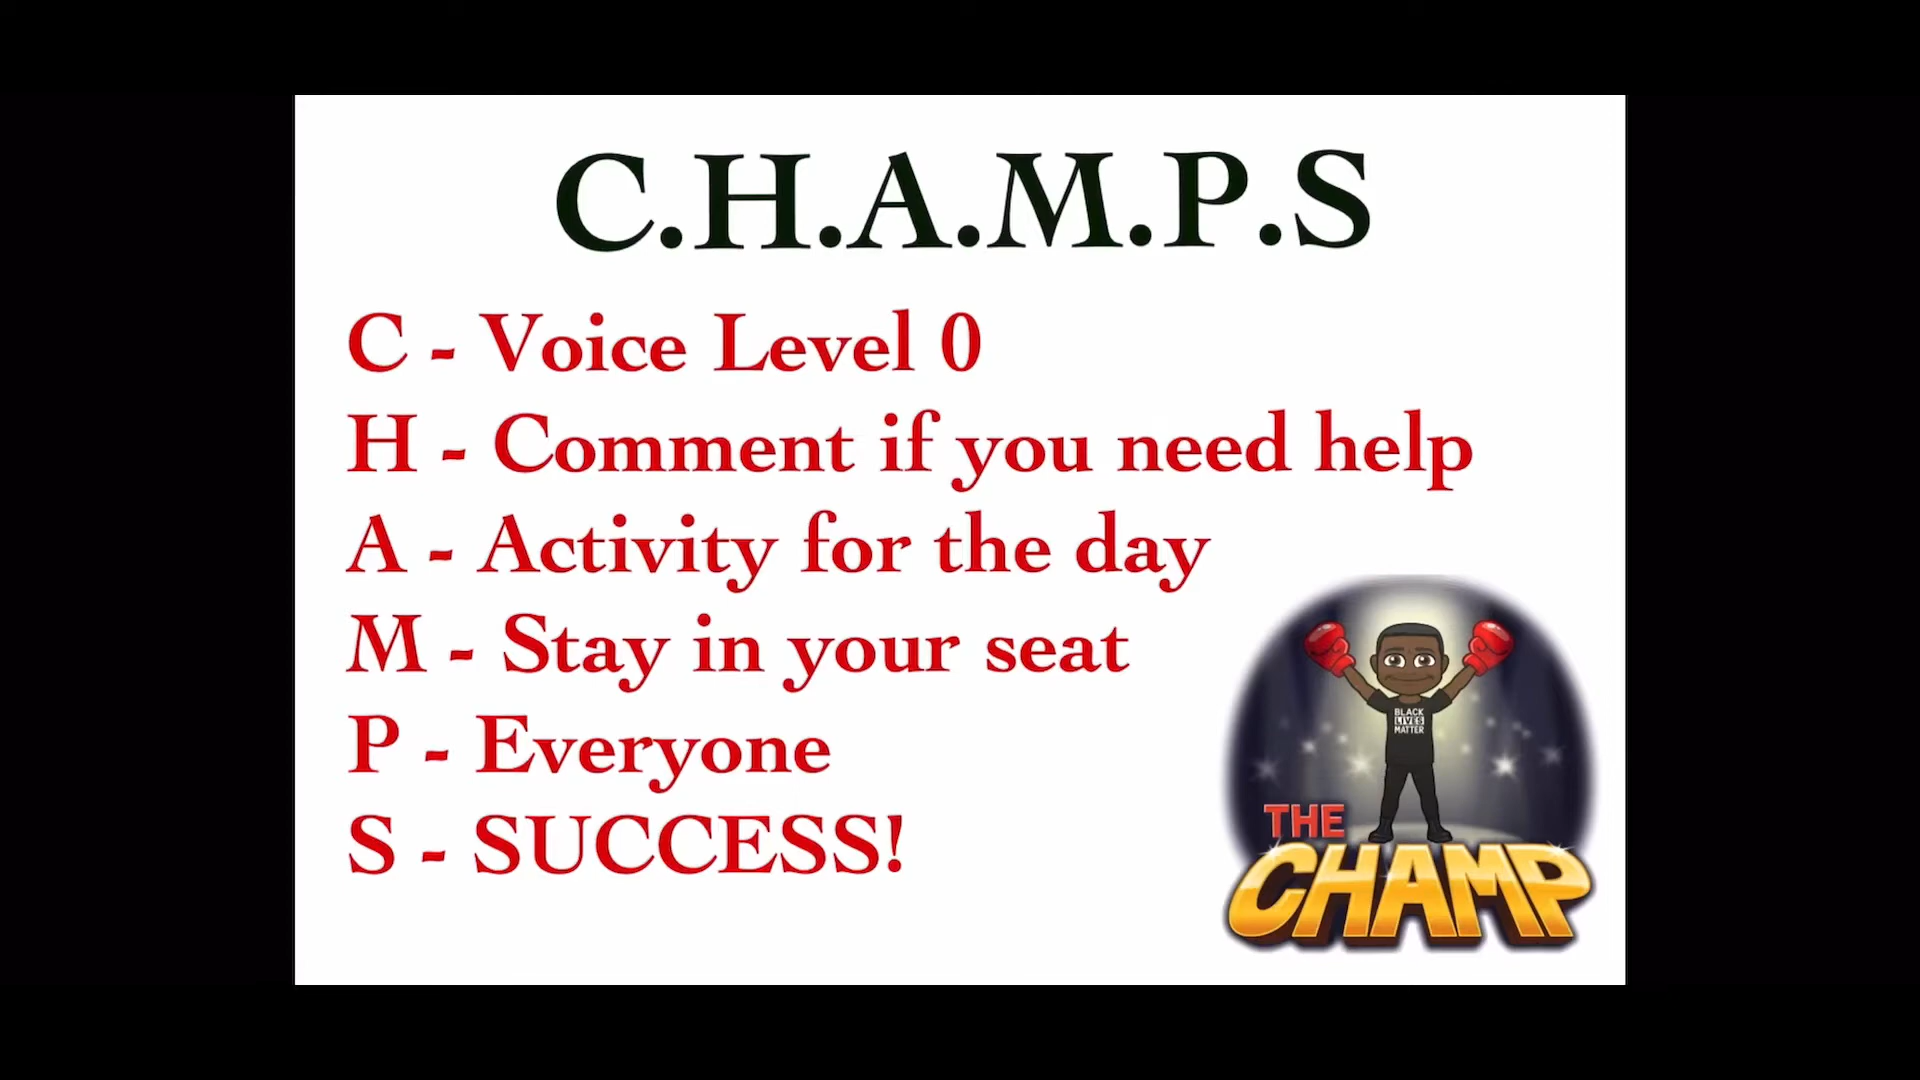 C.H.A.M.P.S
C - Voice Level 0
H - Comment if you need help
A - Activity for the day
M - Stay in your seat
P - Everyone
S - SUCCESS!
BLACK
LIVES
MATTER
THE
CHAMP